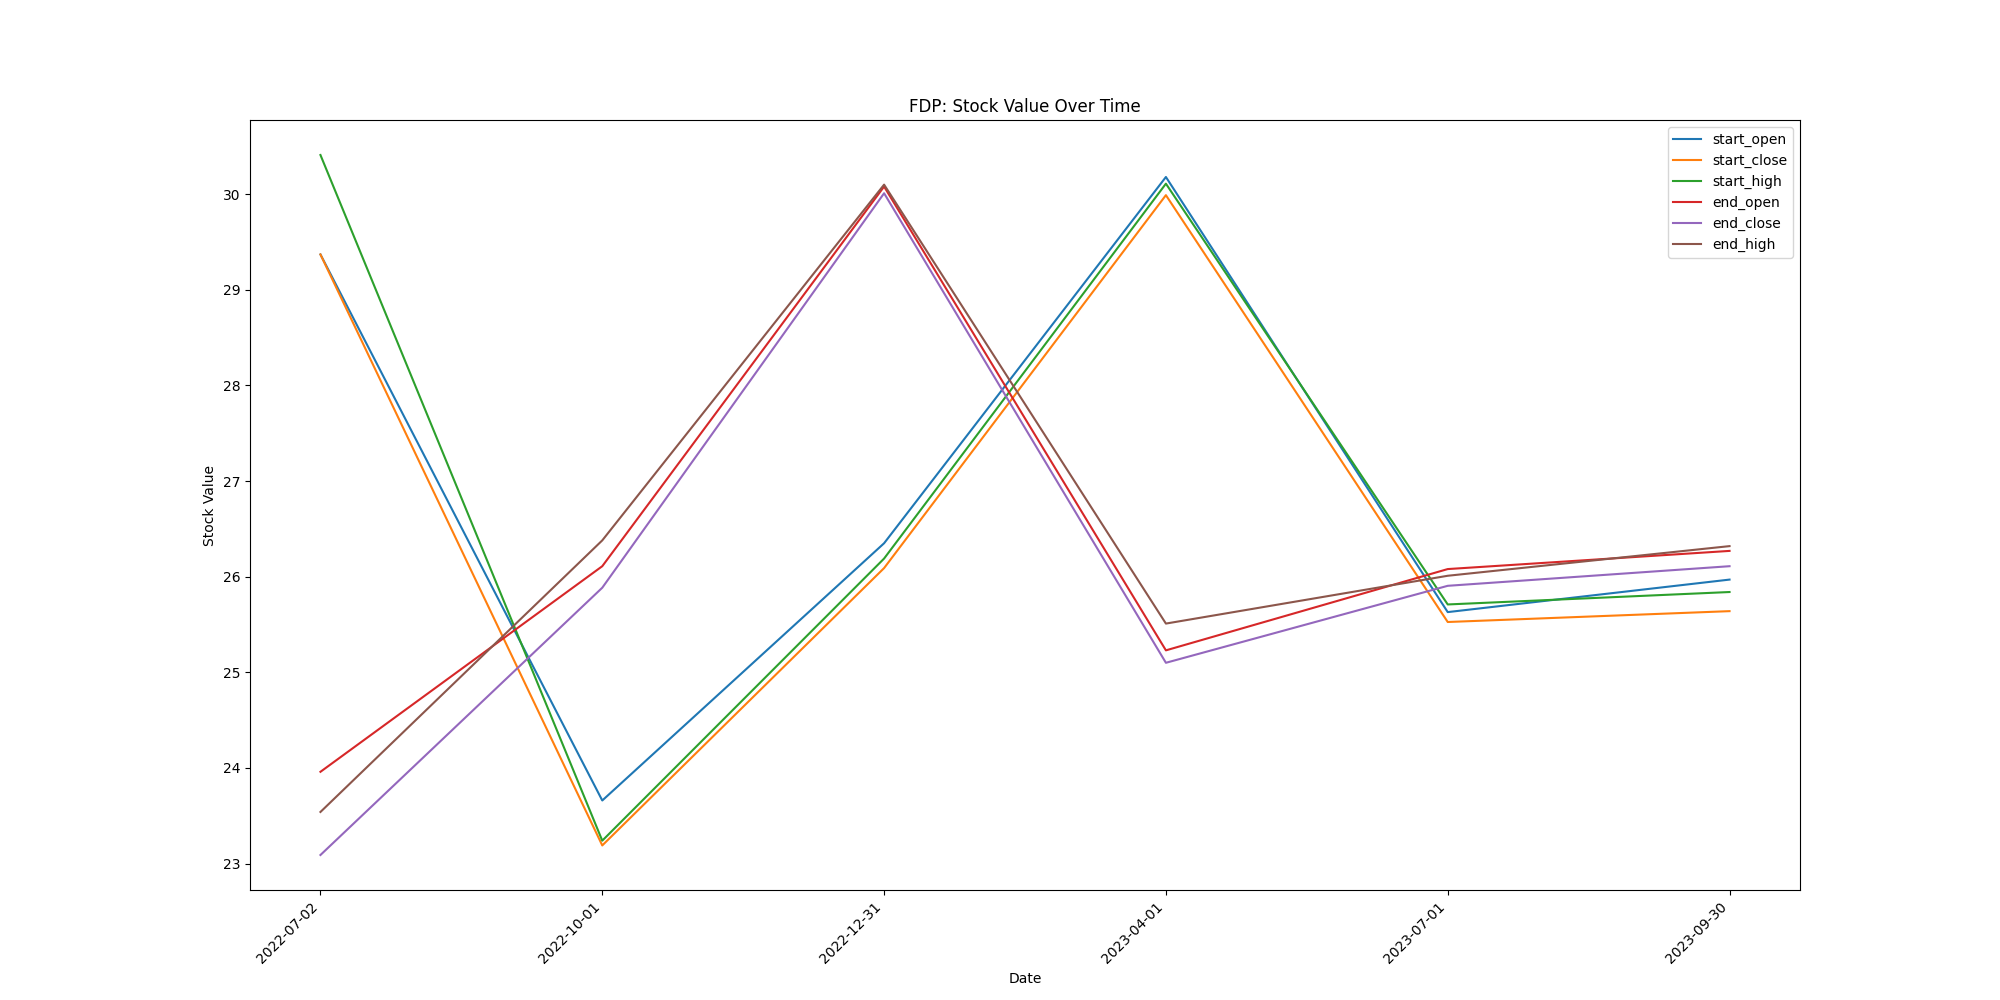 FDP: Stock Value Over Time
start_open
start_close
start_high
end_open
end_close
end_high
Stock Value
30
29
28
27
26
25
24
23
2022-07-02
2022-10-01
2022-12-31
2023-04-01
2023-07-01
2023-09-30
Date